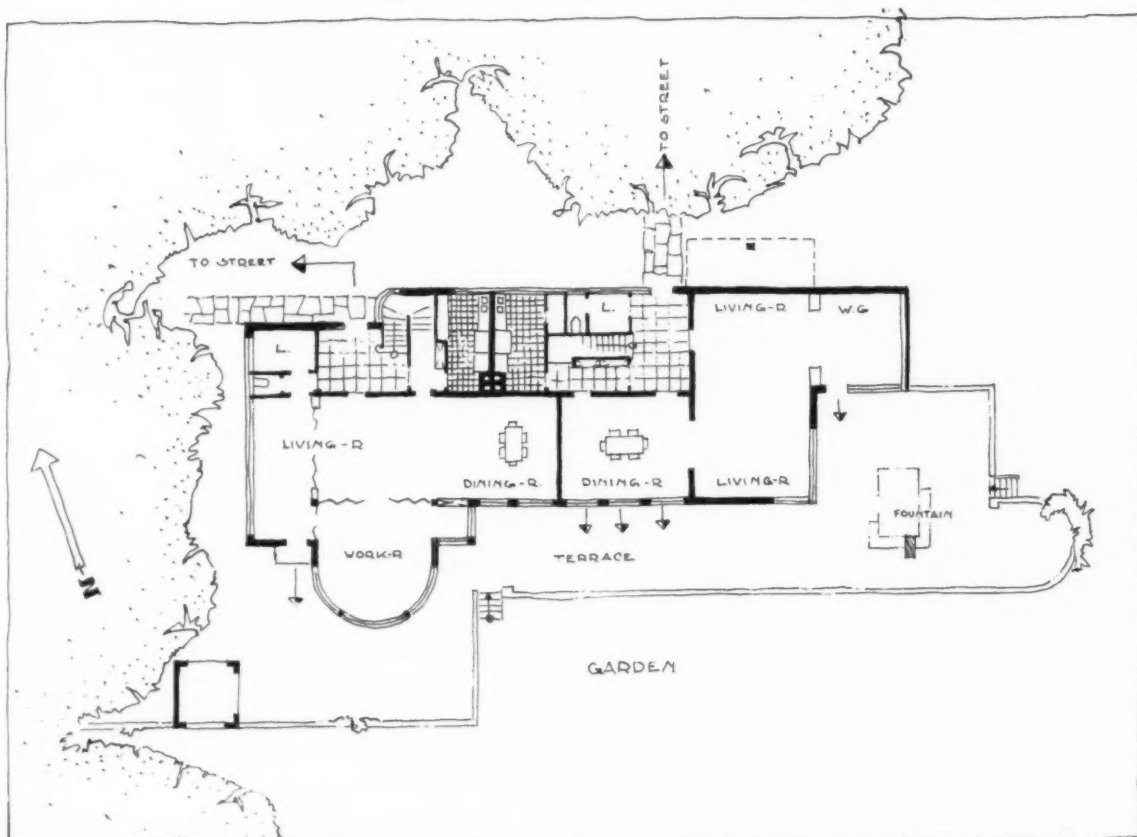 TO STREET
TO STREET
LIVING-R
W.G
L.
L.
LIVING-R
DINING-R.
DINING-R
LIVING-R
FOUNTAIN
WORK-R
TERRACE
N
GARDEN